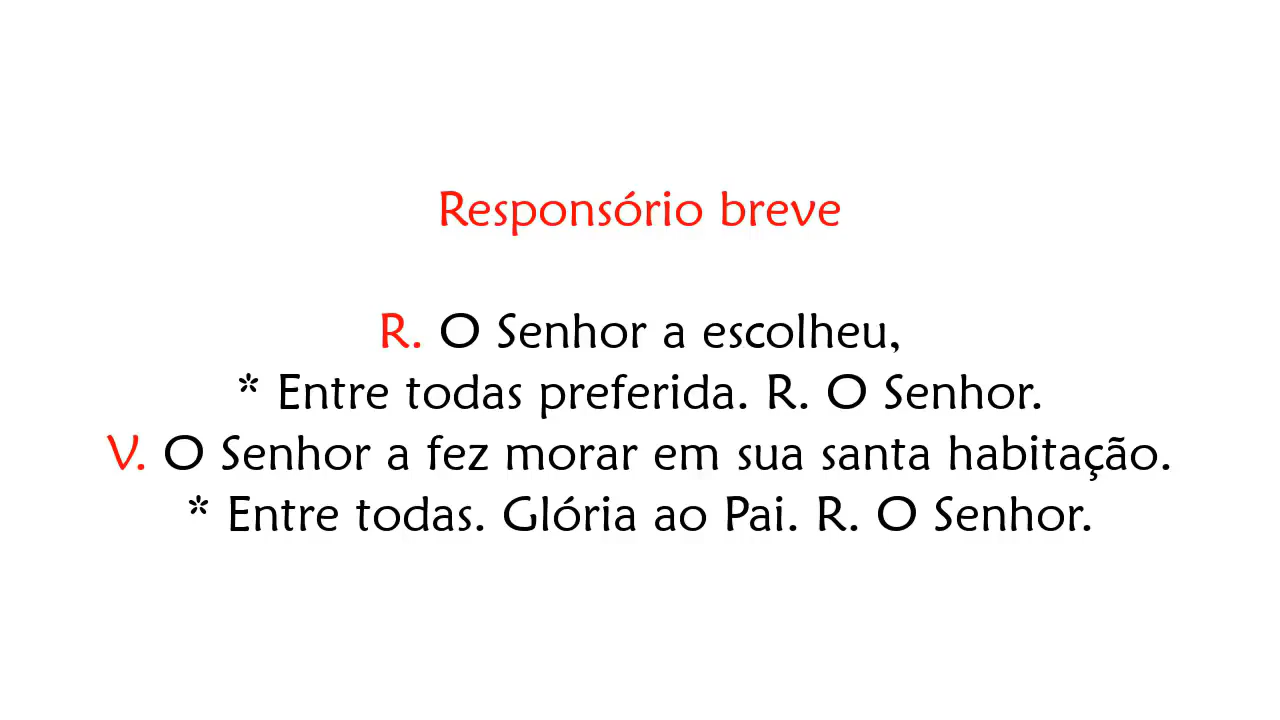 Responsório breve
R. O Senhor a escolheu,
* Entre todas preferida. R. O Senhor.
V. O Senhor a fez morar em sua santa habitação.
* Entre todas. Glória ao Pai. R. O Senhor.